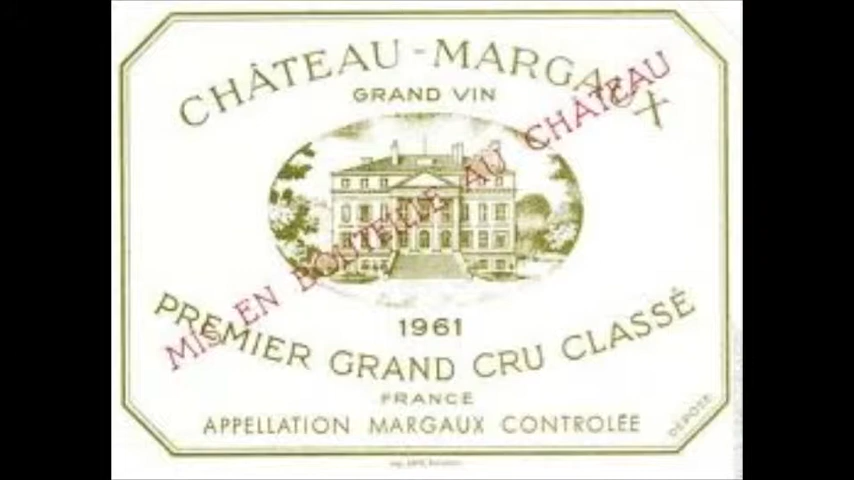 CHÂTEAU-MARGAUX
GRAND VIN
MIS EN BOUTEILLE AU CHÂTEAU
1961
PREMIER GRAND CRU CLASSÉ
FRANCE
APPELLATION MARGAUX CONTROLÉE
DÉPOSÉ